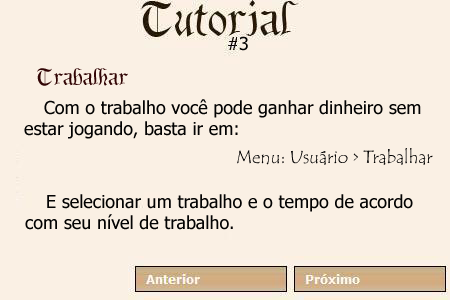 Tutorial
#3
Trabalhar
Com o trabalho você pode ganhar dinheiro sem
estar jogando, basta ir em:
Menu: Usuário > Trabalhar
E selecionar um trabalho e o tempo de acordo
com seu nível de trabalho.
Anterior
Próximo